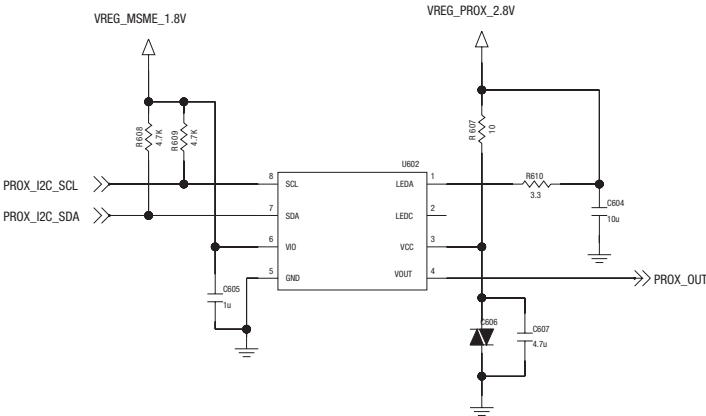 VREG_MSME_1.8V
VREG_PROX_2.8V
R608
4.7K
R609
4.7K
R607
10
U602
R610
3.3
PROX_I2C_SCL
8
SCL
LEDA
1
C604
10u
PROX_I2C_SDA
7
SDA
LEDC
2
6
VIO
VCC
3
5
GND
VOUT
4
PROX_OUT
C605
1u
C606
C607
4.7u